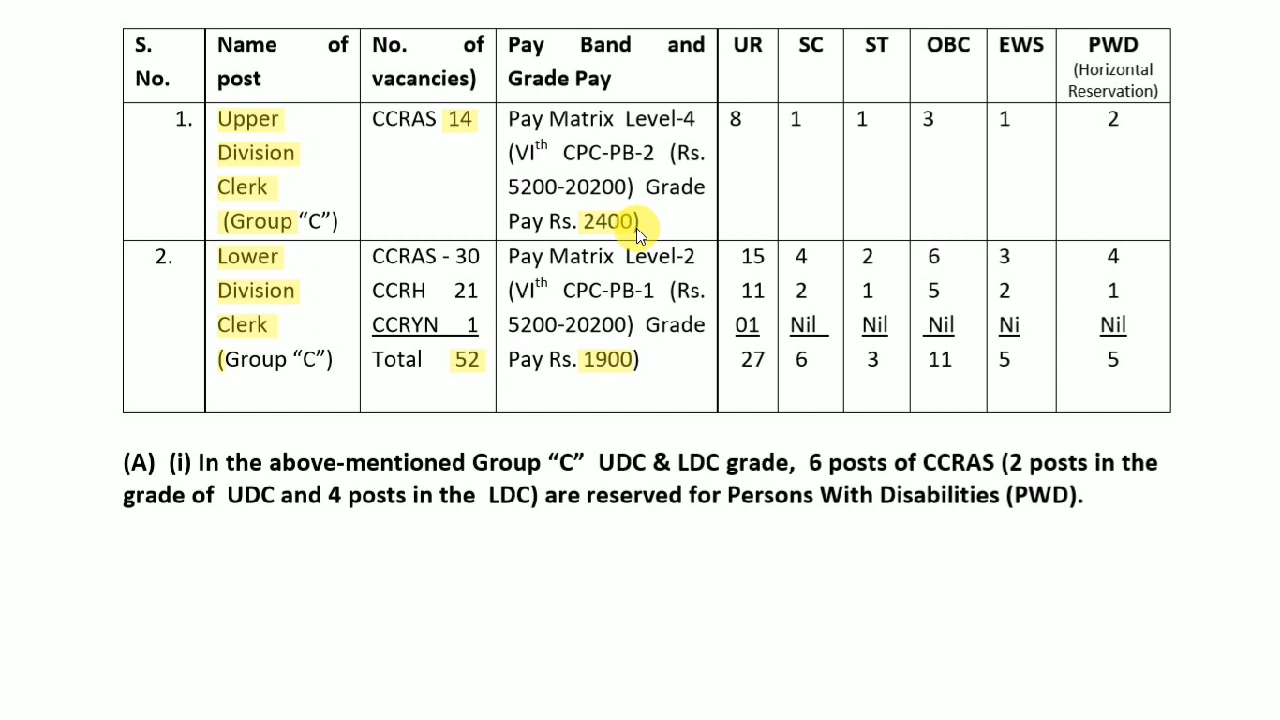 S. No. Name of post No. of vacancies) Pay Band and Grade Pay UR SC ST OBC EWS PWD (Horizontal Reservation)
1. Upper CCRAS 14 Pay Matrix Level-4 8 1 1 3 1 2
Division (VIth CPC-PB-2 (Rs.
Clerk 5200-20200) Grade
(Group “C”) Pay Rs. 2400)
2. Lower CCRAS - 30 Pay Matrix Level-2 15 4 2 6 3 4
Division CCRH 21 (VIth CPC-PB-1 (Rs. 11 2 1 5 2 1
Clerk CCRYN 1 5200-20200) Grade 01 Nil Nil Nil Ni Nil
(Group “C”) Total 52 Pay Rs. 1900) 27 6 3 11 5 5
(A) (i) In the above-mentioned Group “C” UDC & LDC grade, 6 posts of CCRAS (2 posts in the
grade of UDC and 4 posts in the LDC) are reserved for Persons With Disabilities (PWD).